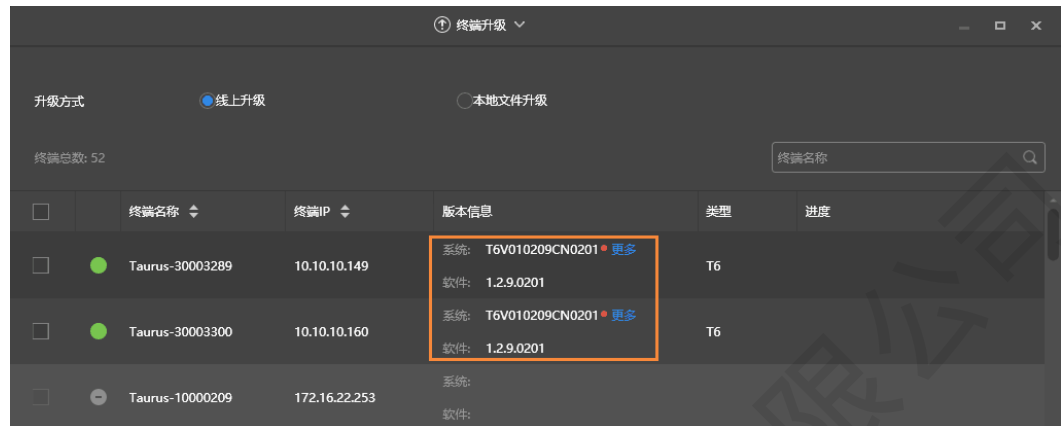 终端升级
升级方式 线上升级 本地文件升级
终端总数: 52 终端名称
终端名称 终端IP 版本信息 类型 进度
系统: T6V010209CN0201 更多
Taurus-30003289 10.10.10.149 T6
软件: 1.2.9.0201
系统: T6V010209CN0201 更多
Taurus-30003300 10.10.10.160 T6
软件: 1.2.9.0201
系统:
Taurus-10000209 172.16.22.253
软件:
限公司